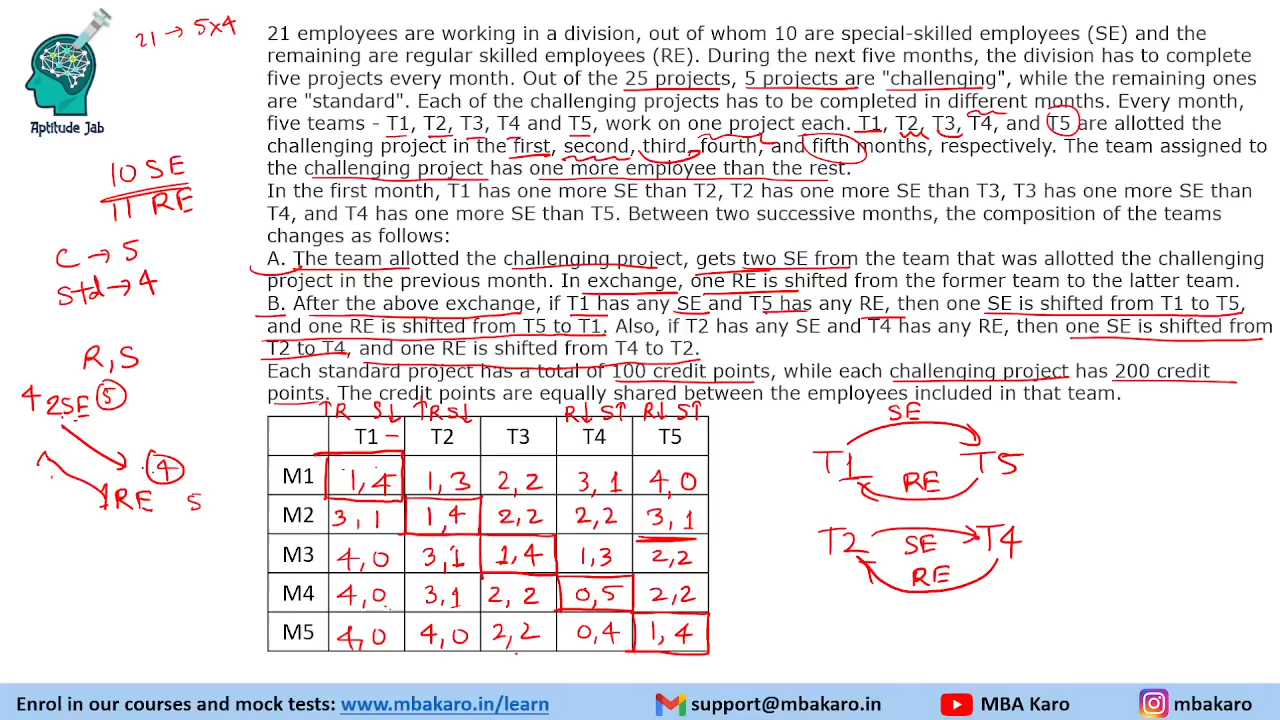 21 → 5x4
21 employees are working in a division, out of whom 10 are special-skilled employees (SE) and the
remaining are regular skilled employees (RE). During the next five months, the division has to complete
five projects every month. Out of the 25 projects, 5 projects are "challenging", while the remaining ones
are "standard". Each of the challenging projects has to be completed in different months. Every month,
five teams - T1, T2, T3, T4 and T5, work on one project each. T1, T2, T3, T4, and T5 are allotted the
challenging project in the first, second, third, fourth, and fifth months, respectively. The team assigned to
the challenging project has one more employee than the rest.
In the first month, T1 has one more SE than T2, T2 has one more SE than T3, T3 has one more SE than
T4, and T4 has one more SE than T5. Between two successive months, the composition of the teams
changes as follows:
A. The team allotted the challenging project, gets two SE from the team that was allotted the challenging
project in the previous month. In exchange, one RE is shifted from the former team to the latter team.
B. After the above exchange, if T1 has any SE and T5 has any RE, then one SE is shifted from T1 to T5,
and one RE is shifted from T5 to T1. Also, if T2 has any SE and T4 has any RE, then one SE is shifted from
T2 to T4, and one RE is shifted from T4 to T2.
Each standard project has a total of 100 credit points, while each challenging project has 200 credit
points. The credit points are equally shared between the employees included in that team.
Aptitude Jab
10 SE
11 RE
C → 5
Std → 4
R, S
4 2SE 5
4
1RE S
↑R S↓ ↑R S↓ R↓ S↑ R↓ S↑
T1 - T2 T3 T4 T5
M1 1,4 1,3 2,2 3,1 4,0
M2 3,1 1,4 2,2 2,2 3,1
M3 4,0 3,1 1,4 1,3 2,2
M4 4,0 3,1 2,2 0,5 2,2
M5 4,0 4,0 2,2 0,4 1,4
SE
T1 T5
RE
T2 SE T4
RE
Enrol in our courses and mock tests: www.mbakaro.in/learn support@mbakaro.in MBA Karo mbakaro